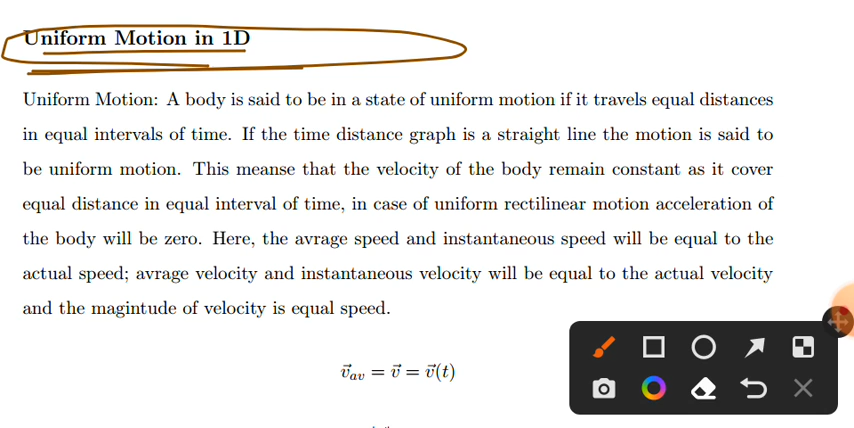 Uniform Motion in 1D
Uniform Motion: A body is said to be in a state of uniform motion if it travels equal distances
in equal intervals of time. If the time distance graph is a straight line the motion is said to
be uniform motion. This meanse that the velocity of the body remain constant as it cover
equal distance in equal interval of time, in case of uniform rectilinear motion acceleration of
the body will be zero. Here, the avrage speed and instantaneous speed will be equal to the
actual speed; avrage velocity and instantaneous velocity will be equal to the actual velocity
and the magintude of velocity is equal speed.
v⃗av = v⃗ = v⃗(t)